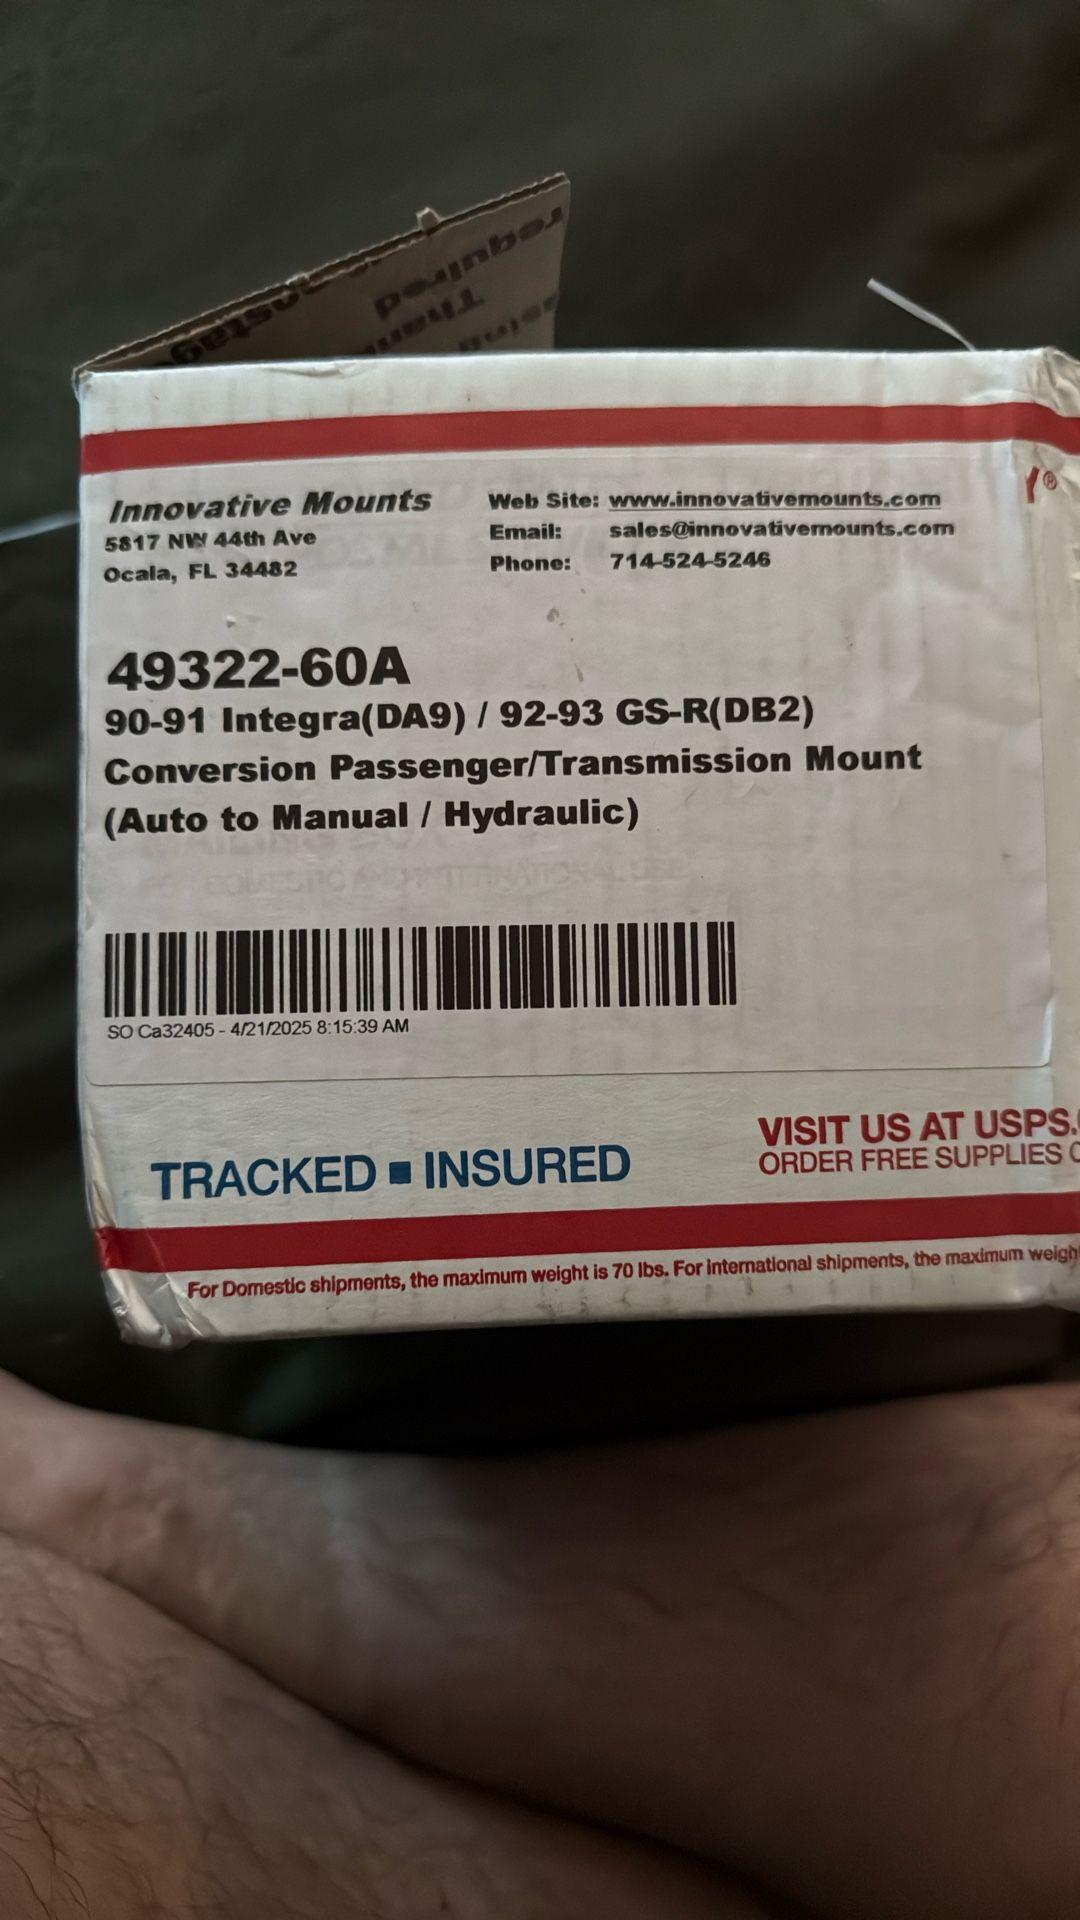 required
Thank
postag
Innovative Mounts
5817 NW 44th Ave
Ocala, FL 34482
Web Site: www.innovativemounts.com
Email: sales@innovativemounts.com
Phone: 714-524-5246
Y®
49322-60A
90-91 Integra(DA9) / 92-93 GS-R(DB2)
Conversion Passenger/Transmission Mount
(Auto to Manual / Hydraulic)
SO Ca32405 - 4/21/2025 8:15:39 AM
TRACKED ▪ INSURED
VISIT US AT USPS.
ORDER FREE SUPPLIES
For Domestic shipments, the maximum weight is 70 lbs. For international shipments, the maximum weigh